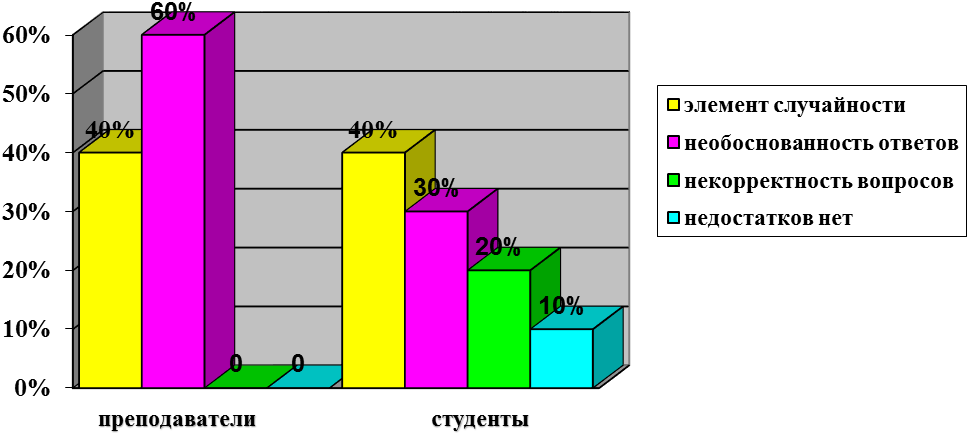 60%
50%
40%
30%
20%
10%
0%
40%
60%
0
0
40%
30%
20%
10%
преподаватели
студенты
элемент случайности
необоснованность ответов
некорректность вопросов
недостатков нет